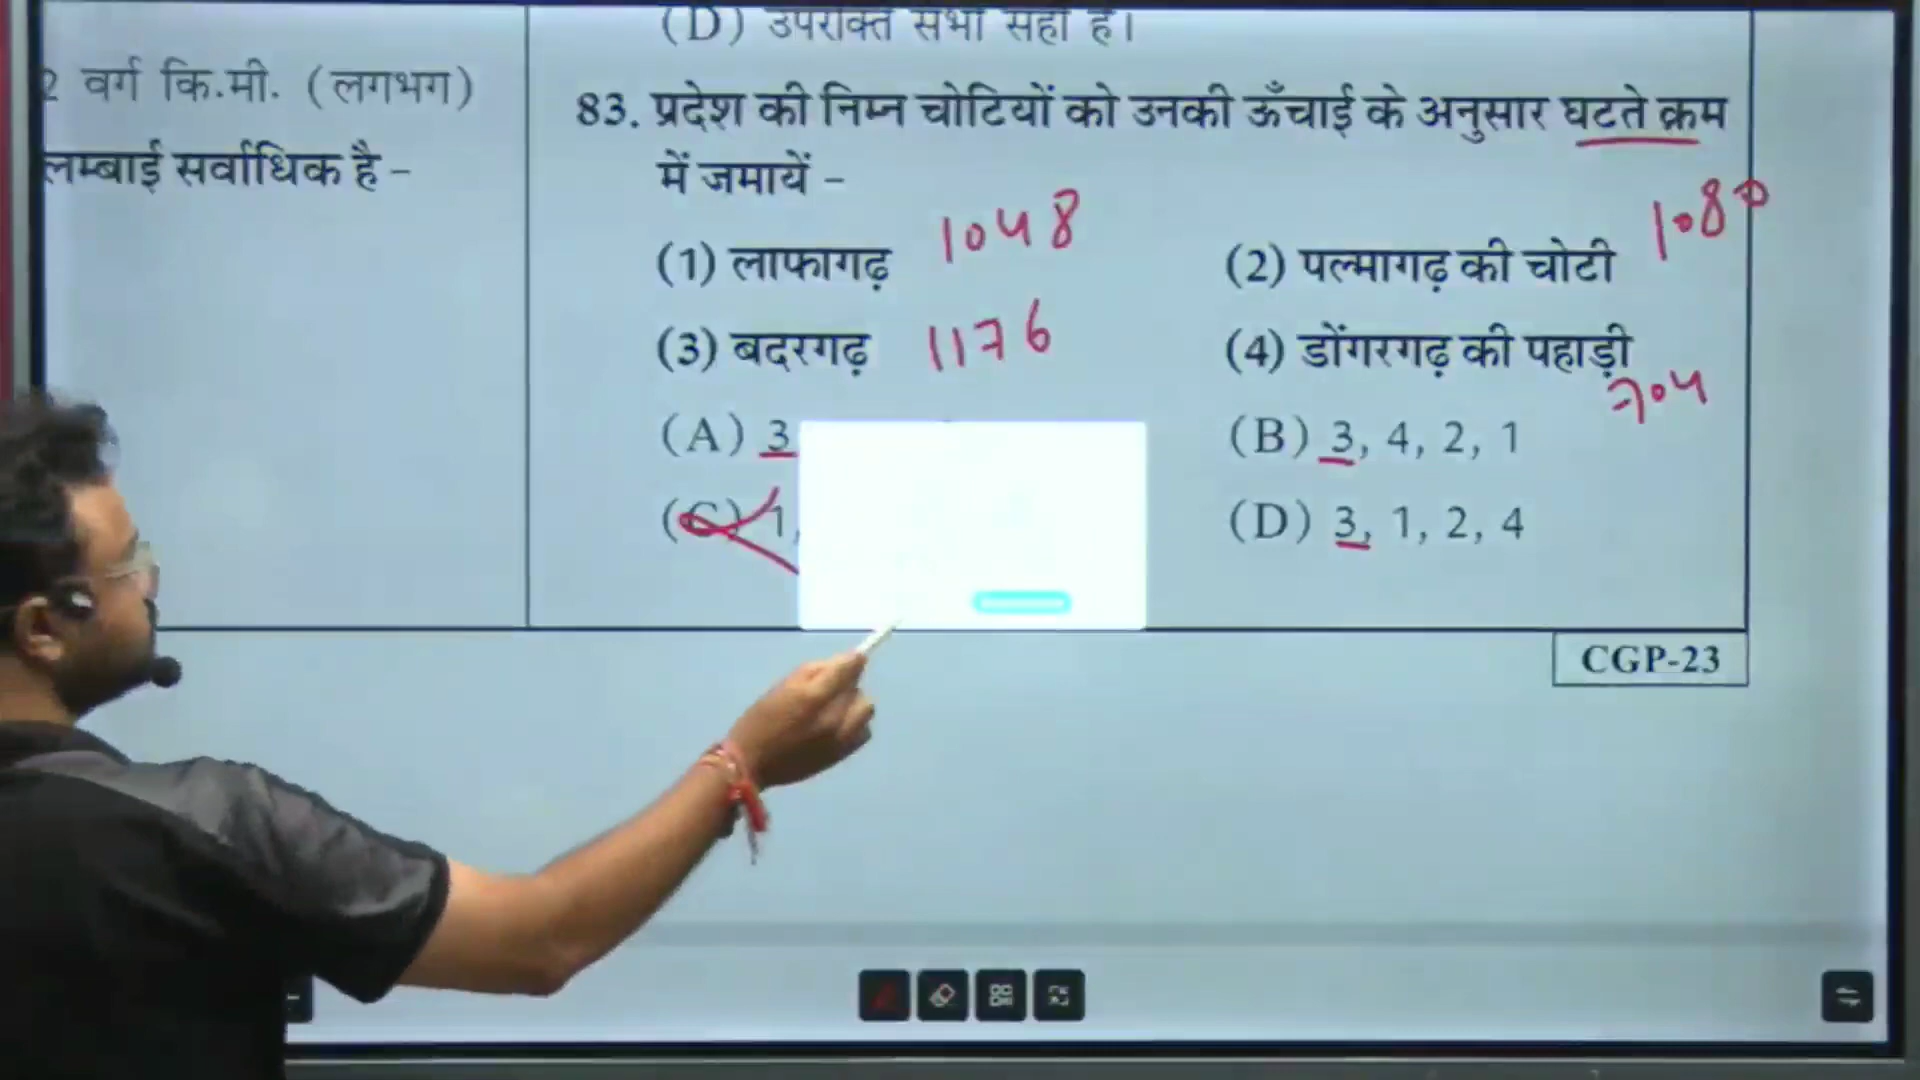 (D) उपरोक्त सभी सही है।
2 वर्ग कि.मी. (लगभग)
लम्बाई सर्वाधिक है -
83. प्रदेश की निम्न चोटियों को उनकी ऊँचाई के अनुसार घटते क्रम
में जमायें -
(1) लाफागढ़ 1048
(2) पल्मागढ़ की चोटी 1080
(3) बदरगढ़ 1176
(4) डोंगरगढ़ की पहाड़ी 704
(A) 3
(B) 3, 4, 2, 1
(C) 1,
(D) 3, 1, 2, 4
CGP-23